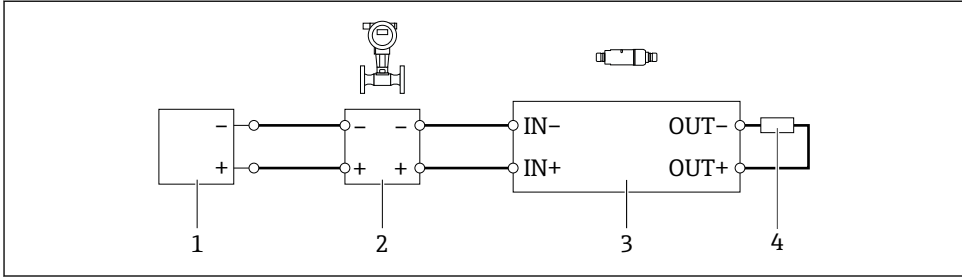 − − − IN− OUT−
+ + + IN+ OUT+
1 2 3 4